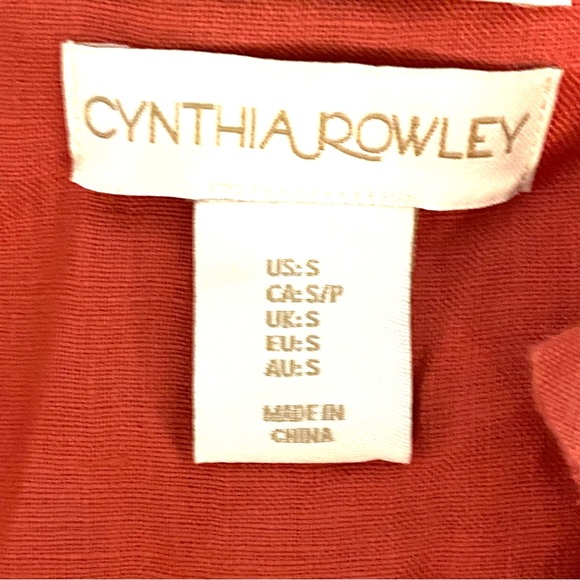 CYNTHIA ROWLEY
US: S
CA: S/P
UK: S
EU: S
AU: S
MADE IN
CHINA